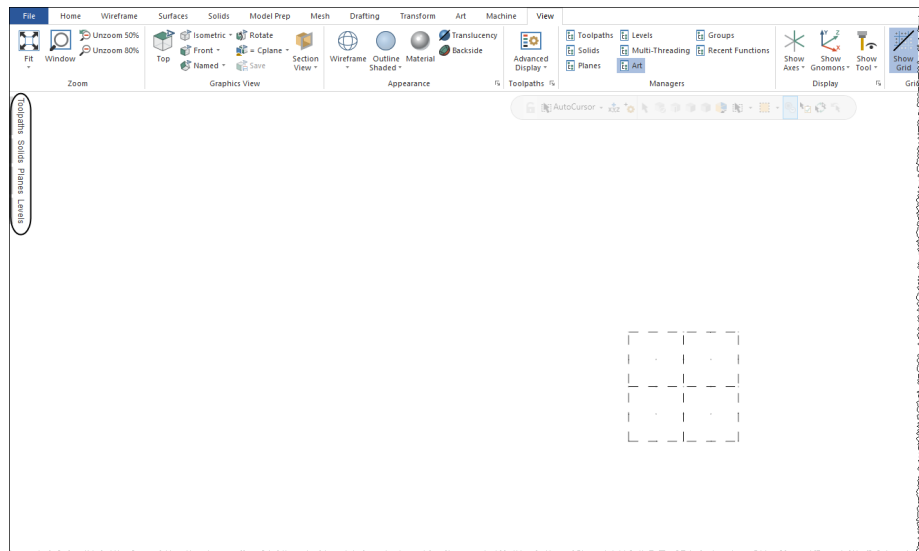 File Home Wireframe Surfaces Solids Model Prep Mesh Drafting Transform Art Machine View
Unzoom 50% Isometric Rotate Translucency Toolpaths Levels Groups
Unzoom 80% Front = Cplane Backside Solids Multi-Threading Recent Functions
Named Save Planes Art
Fit Window Top Section View Wireframe Outline Shaded Material Advanced Display Show Axes Show Gnomons Show Tool Show Grid
Zoom Graphics View Appearance Toolpaths Managers Display Grid
AutoCursor
Toolpaths Solids Planes Levels